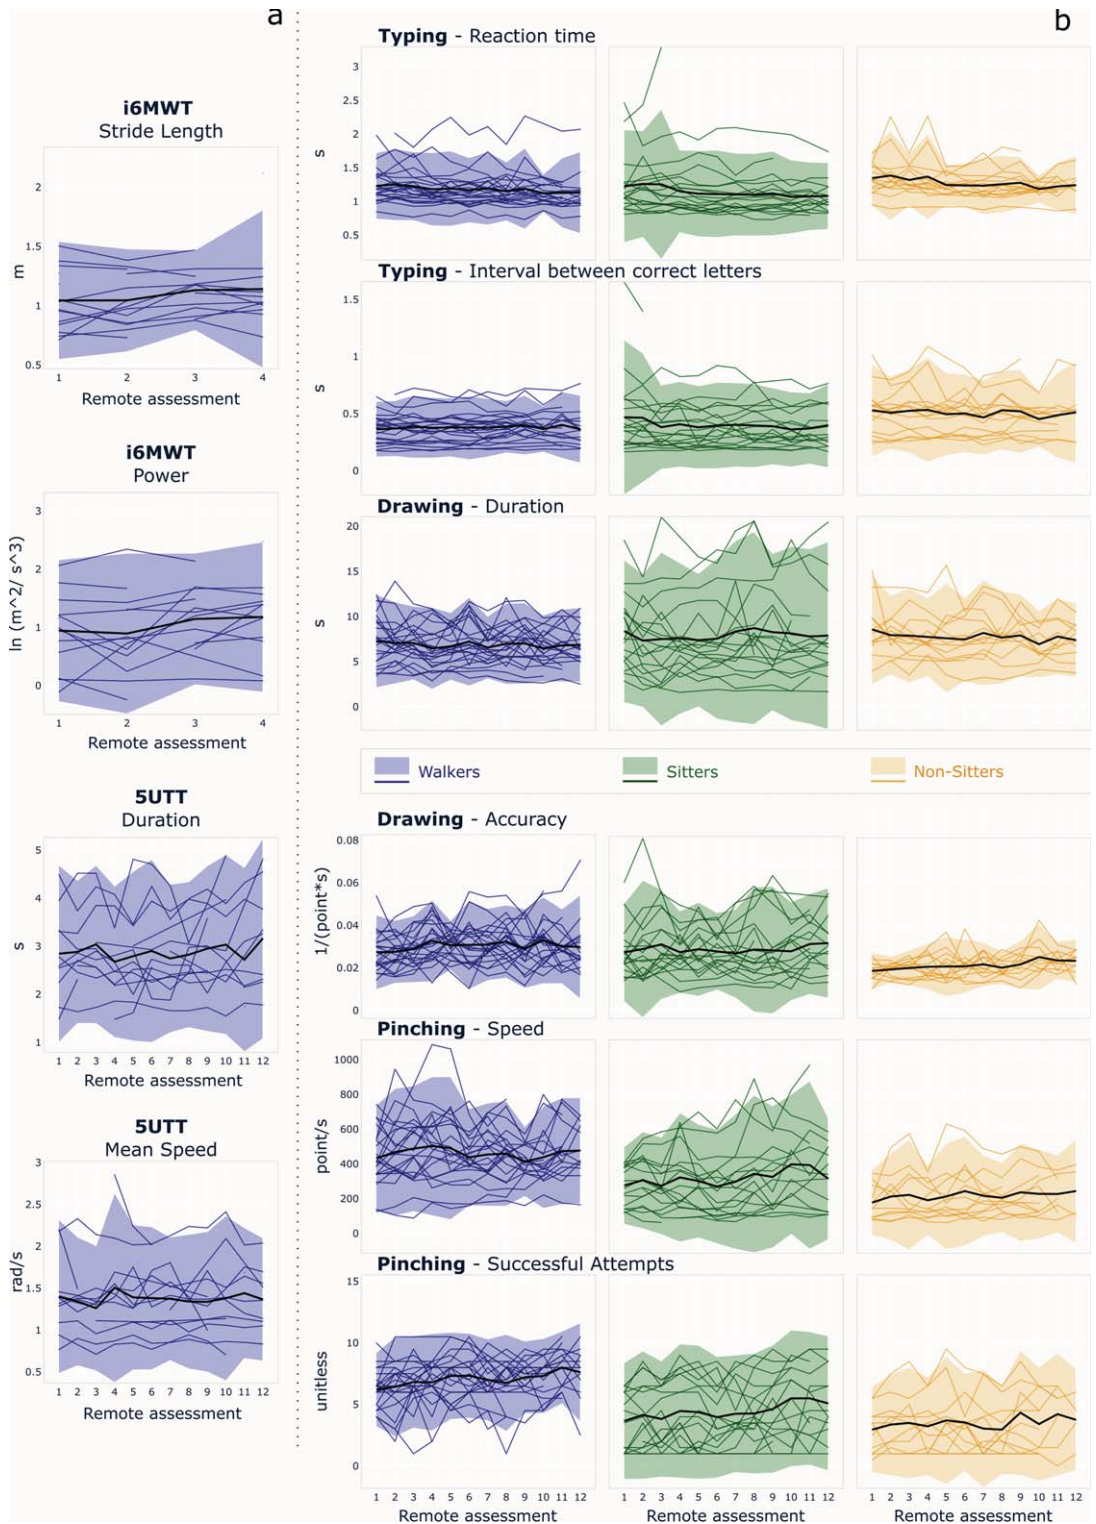 a
i6MWT
Stride Length
2
1.5
1
0.5
m
1 2 3 4
Remote assessment
i6MWT
Power
3
2
1
0
ln (m^2/ s^3)
1 2 3 4
Remote assessment
5UTT
Duration
5
4
3
2
1
s
1 2 3 4 5 6 7 8 9 10 11 12
Remote assessment
5UTT
Mean Speed
3
2.5
2
1.5
1
0.5
rad/s
1 2 3 4 5 6 7 8 9 10 11 12
Remote assessment
b
Typing - Reaction time
3
2.5
2
1.5
1
0.5
s
Typing - Interval between correct letters
1.5
1
0.5
0
s
Drawing - Duration
20
15
10
5
0
s
Walkers Sitters Non-Sitters
Drawing - Accuracy
0.08
0.06
0.04
0.02
0
1/(point*s)
Pinching - Speed
1000
800
600
400
200
0
point/s
Pinching - Successful Attempts
15
10
5
0
unitless
1 2 3 4 5 6 7 8 9 10 11 12 1 2 3 4 5 6 7 8 9 10 11 12 1 2 3 4 5 6 7 8 9 10 11 12
Remote assessment Remote assessment Remote assessment